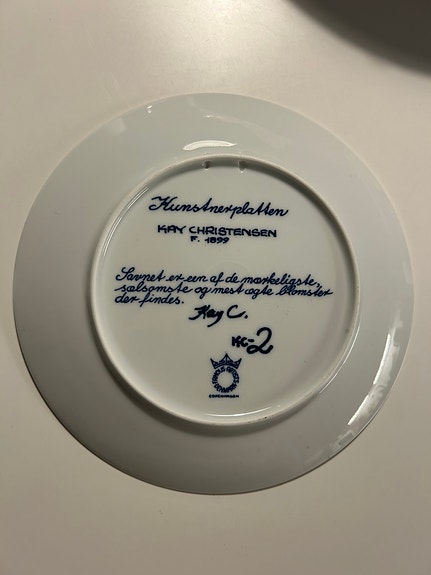 Kunstnerplatten
KAY CHRISTENSEN
F. 1899
Savnet er een af de mærkeligste,
sælsomste og mest ægte blomster
der findes.
Kay C.
KC-2
COPENHAGEN